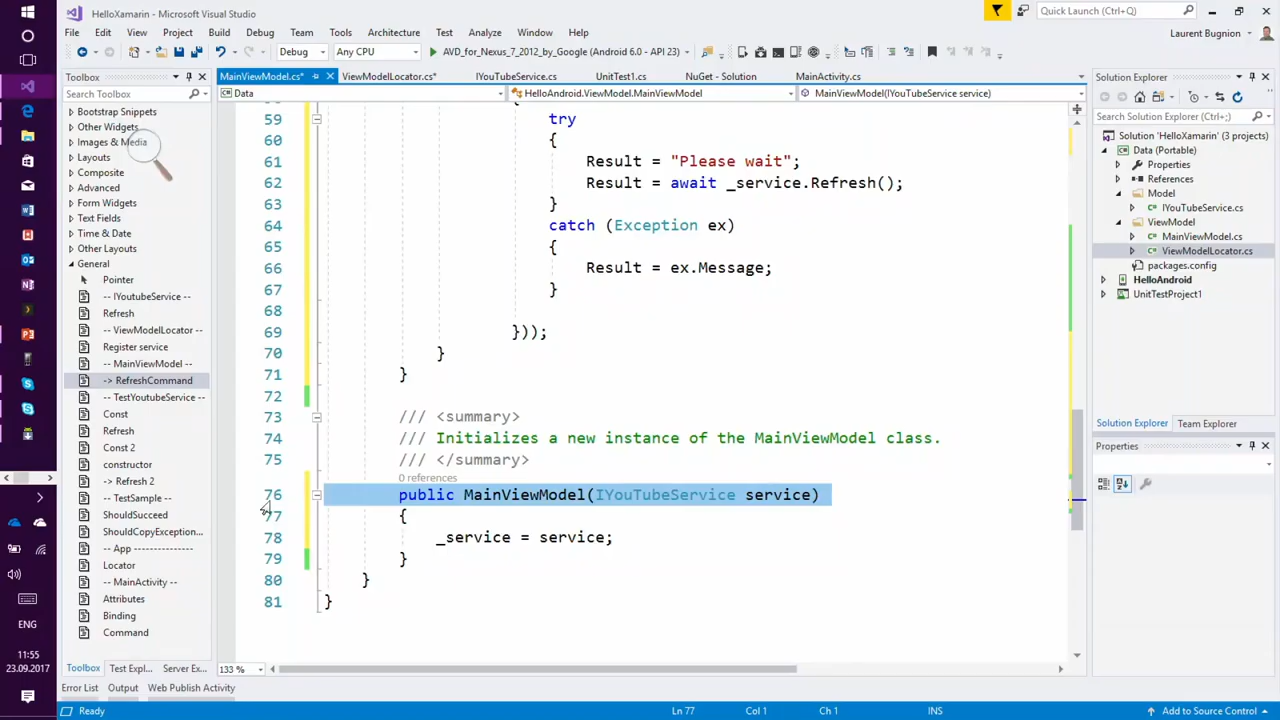 HelloXamarin - Microsoft Visual Studio
Quick Launch (Ctrl+Q)
File Edit View Project Build Debug Team Tools Architecture Test Analyze Window Help
Laurent Bugnion
Debug Any CPU AVD_for_Nexus_7_2012_by_Google (Android 6.0 - API 23)
Toolbox
Search Toolbox
Bootstrap Snippets
Other Widgets
Images & Media
Layouts
Composite
Advanced
Form Widgets
Text Fields
Time & Date
Other Layouts
General
Pointer
-- IYoutubeService --
Refresh
-- ViewModelLocator --
Register service
-- MainViewModel --
-> RefreshCommand
-- TestYoutubeService --
Const
Refresh
Const 2
constructor
-> Refresh 2
-- TestSample --
ShouldSucceed
ShouldCopyException...
-- App --------------
Locator
-- MainActivity --
Attributes
Binding
Command
Toolbox Test Expl... Server Ex...
MainViewModel.cs* ViewModelLocator.cs* IYouTubeService.cs UnitTest1.cs NuGet - Solution MainActivity.cs
Data HelloAndroid.ViewModel.MainViewModel MainViewModel(IYouTubeService service)
{
59 try
60 {
61 Result = "Please wait";
62 Result = await _service.Refresh();
63 }
64 catch (Exception ex)
65 {
66 Result = ex.Message;
67 }
68
69 }));
70 }
71 }
72
73 /// <summary>
74 /// Initializes a new instance of the MainViewModel class.
75 /// </summary>
0 references
76 public MainViewModel(IYouTubeService service)
77 {
78 _service = service;
79 }
80 }
81 }
133 %
Solution Explorer
Search Solution Explorer (Ctrl+;)
Solution 'HelloXamarin' (3 projects)
Data (Portable)
Properties
References
Model
IYouTubeService.cs
ViewModel
MainViewModel.cs
ViewModelLocator.cs
packages.config
HelloAndroid
UnitTestProject1
Solution Explorer Team Explorer
Properties
Error List Output Web Publish Activity
Ready Ln 77 Col 1 Ch 1 INS Add to Source Control
ENG
11:55
23.09.2017